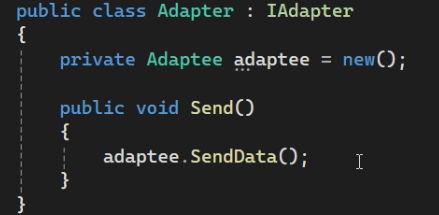 public class Adapter : IAdapter
{
    private Adaptee adaptee = new();

    public void Send()
    {
        adaptee.SendData();
    }
}